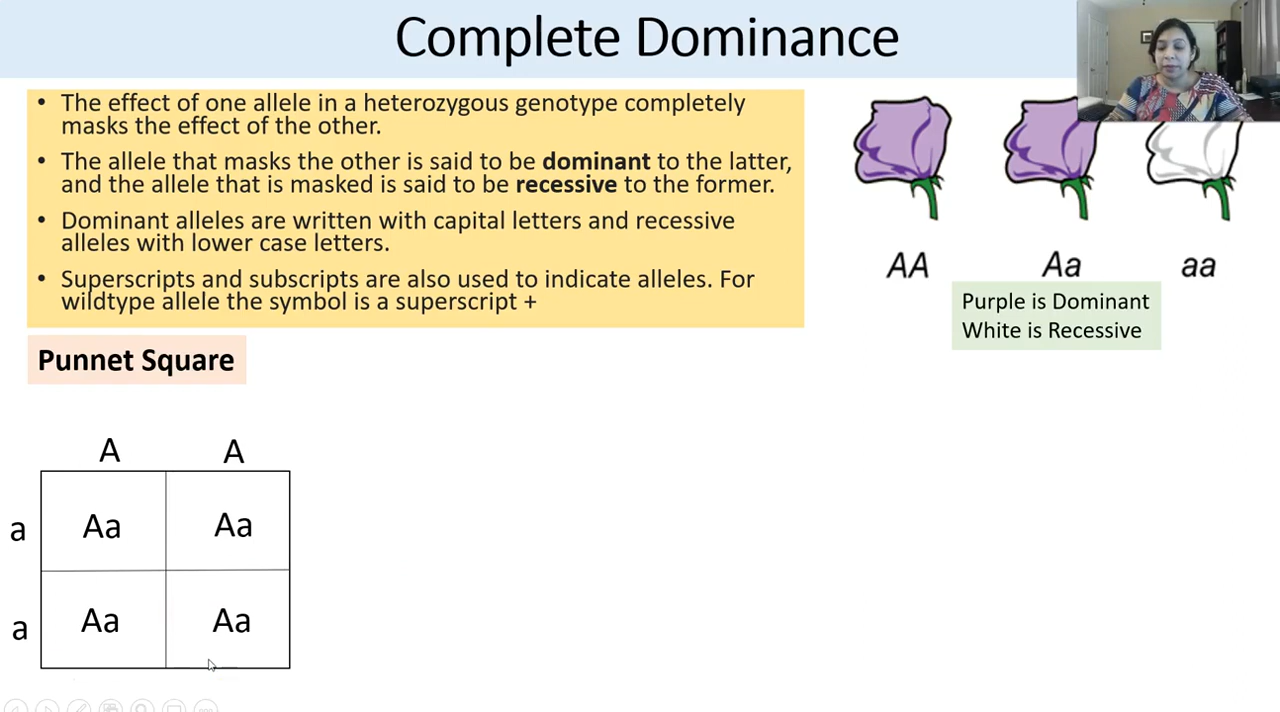 Complete Dominance
• The effect of one allele in a heterozygous genotype completely
masks the effect of the other.
• The allele that masks the other is said to be dominant to the latter,
and the allele that is masked is said to be recessive to the former.
• Dominant alleles are written with capital letters and recessive
alleles with lower case letters.
• Superscripts and subscripts are also used to indicate alleles. For
wildtype allele the symbol is a superscript +
AA Aa aa
Purple is Dominant
White is Recessive
Punnet Square
A A
a Aa Aa
a Aa Aa